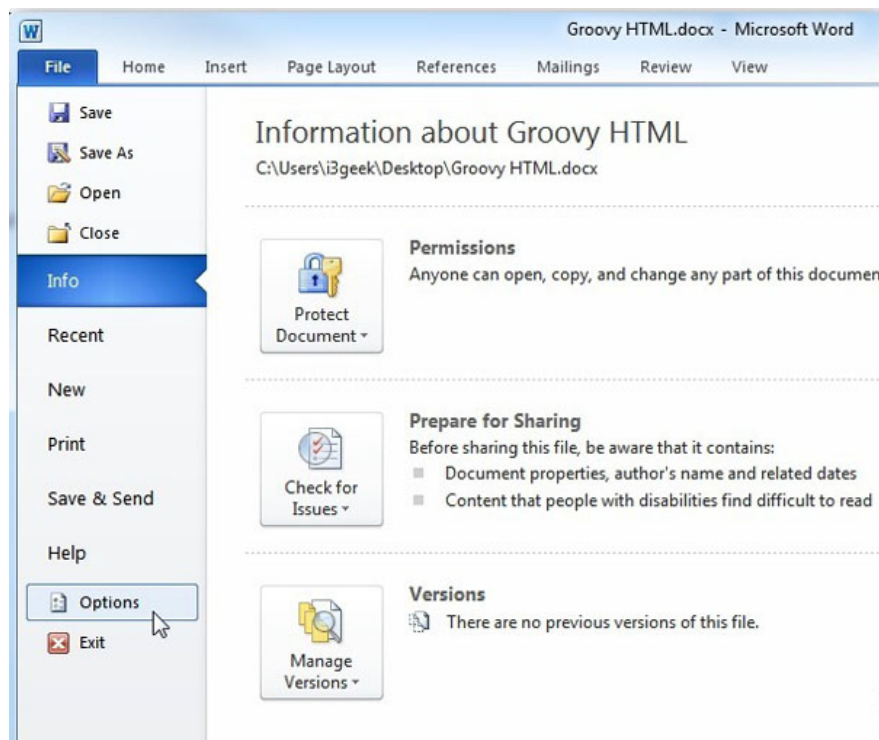 W
Groovy HTML.docx - Microsoft Word
File Home Insert Page Layout References Mailings Review View
Save
Save As
Open
Close
Info
Recent
New
Print
Save & Send
Help
Options
Exit
Information about Groovy HTML
C:\Users\i3geek\Desktop\Groovy HTML.docx
Protect
Document
Permissions
Anyone can open, copy, and change any part of this documen
Check for
Issues
Prepare for Sharing
Before sharing this file, be aware that it contains:
Document properties, author's name and related dates
Content that people with disabilities find difficult to read
Manage
Versions
Versions
There are no previous versions of this file.